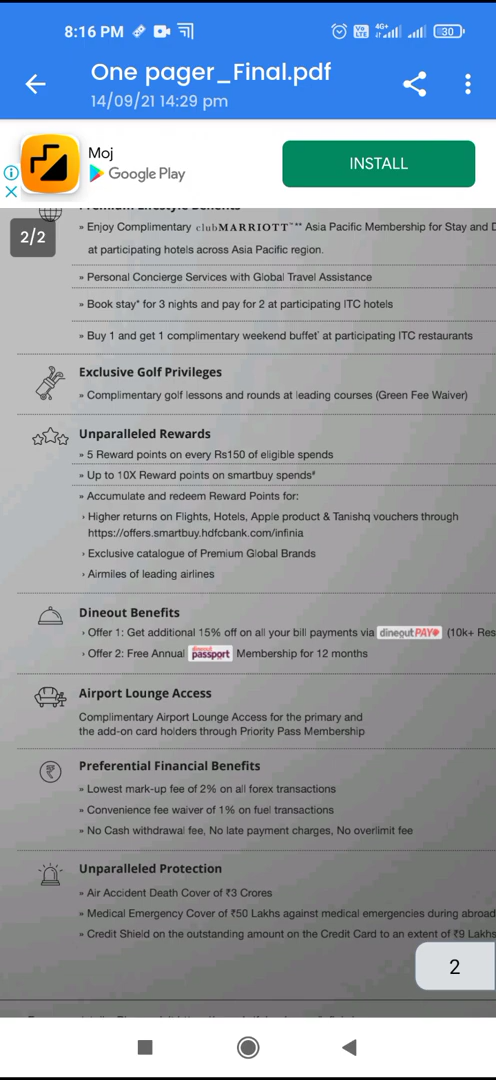 8:16 PM
Vo LTE
4G+
30
One pager_Final.pdf
14/09/21 14:29 pm
Moj
Google Play
INSTALL
Premium Lifestyle Benefits
2/2
» Enjoy Complimentary clubMARRIOTT™** Asia Pacific Membership for Stay and D
at participating hotels across Asia Pacific region.
» Personal Concierge Services with Global Travel Assistance
» Book stay* for 3 nights and pay for 2 at participating ITC hotels
» Buy 1 and get 1 complimentary weekend buffet* at participating ITC restaurants
Exclusive Golf Privileges
» Complimentary golf lessons and rounds at leading courses (Green Fee Waiver)
Unparalleled Rewards
» 5 Reward points on every Rs150 of eligible spends
» Up to 10X Reward points on smartbuy spends#
» Accumulate and redeem Reward Points for:
› Higher returns on Flights, Hotels, Apple product & Tanishq vouchers through
https://offers.smartbuy.hdfcbank.com/infinia
› Exclusive catalogue of Premium Global Brands
› Airmiles of leading airlines
Dineout Benefits
› Offer 1: Get additional 15% off on all your bill payments via dineout PAY (10k+ Res
› Offer 2: Free Annual dineout passport Membership for 12 months
Airport Lounge Access
Complimentary Airport Lounge Access for the primary and
the add-on card holders through Priority Pass Membership
Preferential Financial Benefits
» Lowest mark-up fee of 2% on all forex transactions
» Convenience fee waiver of 1% on fuel transactions
» No Cash withdrawal fee, No late payment charges, No overlimit fee
Unparalleled Protection
» Air Accident Death Cover of ₹3 Crores
» Medical Emergency Cover of ₹50 Lakhs against medical emergencies during abroad
» Credit Shield on the outstanding amount on the Credit Card to an extent of ₹9 Lakhs
2